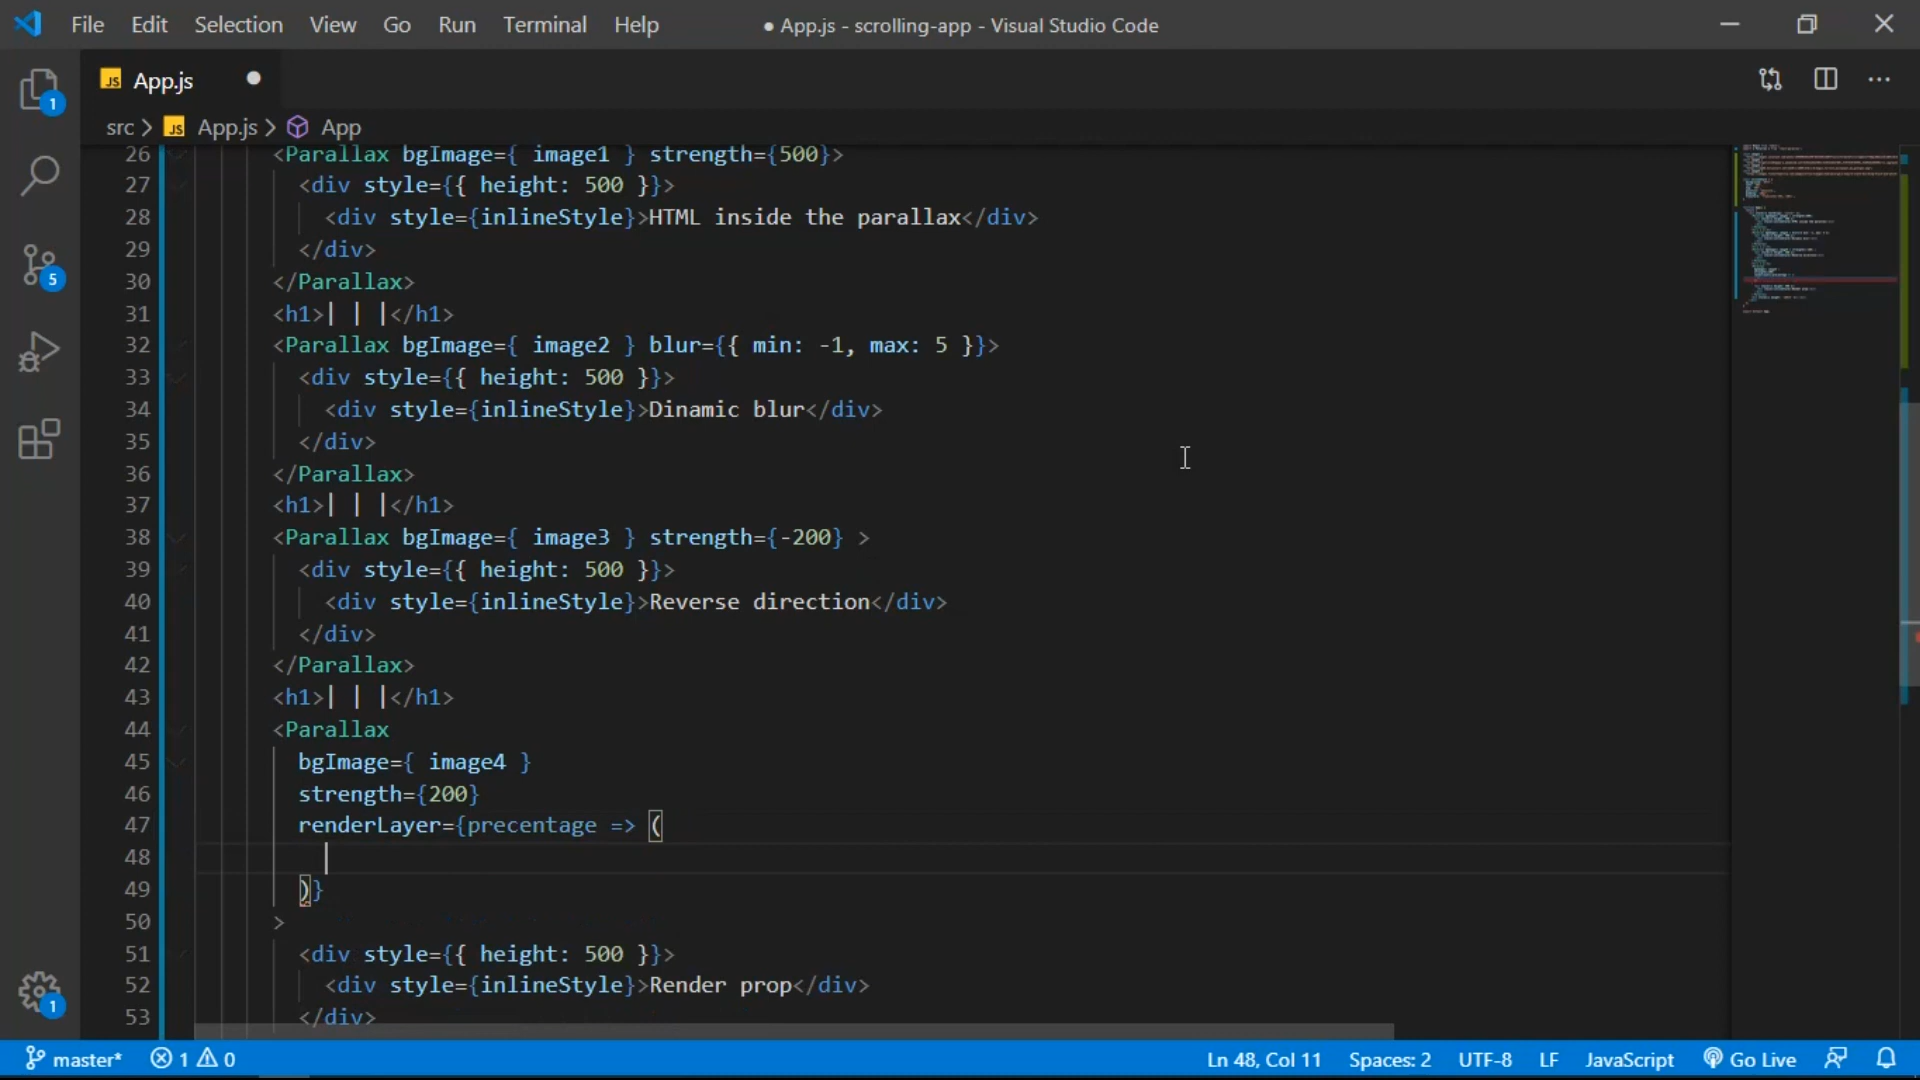 File Edit Selection View Go Run Terminal Help ● App.js - scrolling-app - Visual Studio Code
JS App.js ●
src > JS App.js > App
26 <Parallax bgImage={ image1 } strength={500}>
27 <div style={{ height: 500 }}>
28 <div style={inlineStyle}>HTML inside the parallax</div>
29 </div>
30 </Parallax>
31 <h1>| | |</h1>
32 <Parallax bgImage={ image2 } blur={{ min: -1, max: 5 }}>
33 <div style={{ height: 500 }}>
34 <div style={inlineStyle}>Dinamic blur</div>
35 </div>
36 </Parallax>
37 <h1>| | |</h1>
38 <Parallax bgImage={ image3 } strength={-200} >
39 <div style={{ height: 500 }}>
40 <div style={inlineStyle}>Reverse direction</div>
41 </div>
42 </Parallax>
43 <h1>| | |</h1>
44 <Parallax
45 bgImage={ image4 }
46 strength={200}
47 renderLayer={precentage => (
48
49 )}
50 >
51 <div style={{ height: 500 }}>
52 <div style={inlineStyle}>Render prop</div>
53 </div>
1
5
1
master* 1 0 Ln 48, Col 11 Spaces: 2 UTF-8 LF JavaScript Go Live